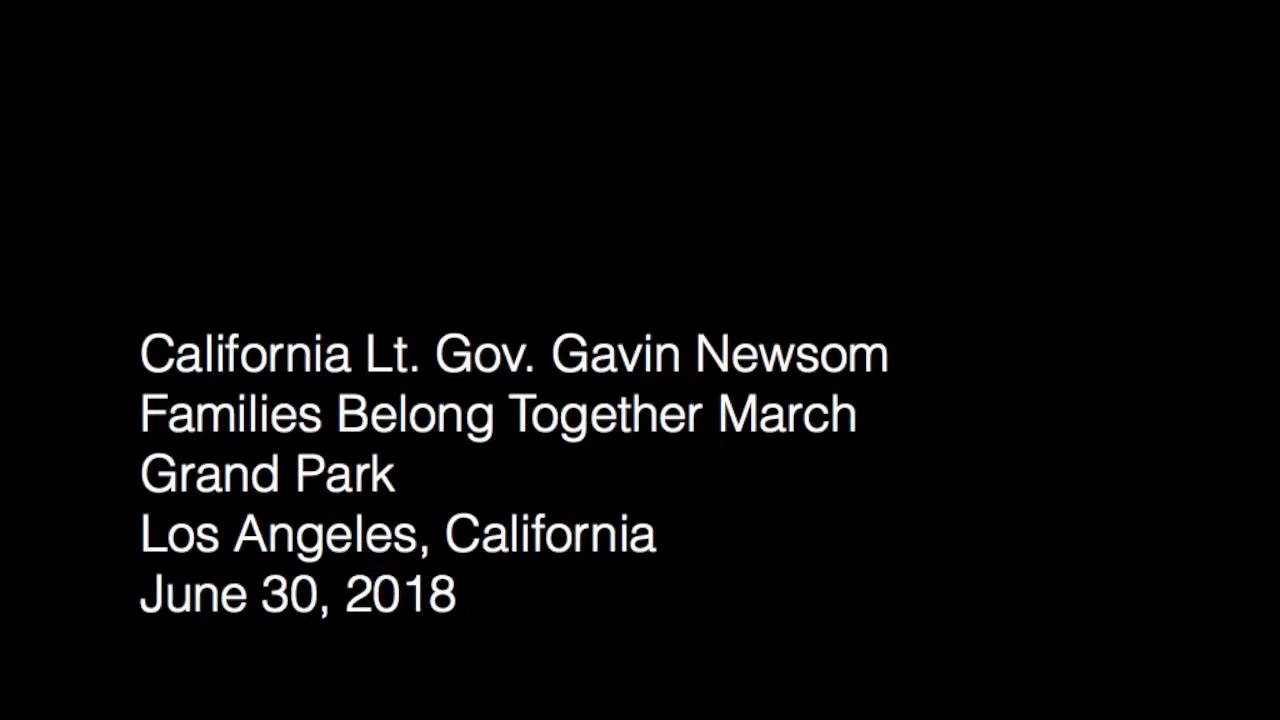 California Lt. Gov. Gavin Newsom
Families Belong Together March
Grand Park
Los Angeles, California
June 30, 2018